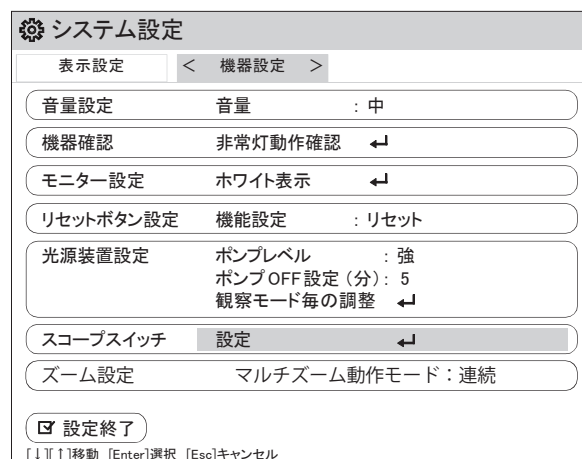 システム設定
表示設定 < 機器設定 >
音量設定 音量 : 中
機器確認 非常灯動作確認 ↵
モニター設定 ホワイト表示 ↵
リセットボタン設定 機能設定 : リセット
光源装置設定 ポンプレベル : 強
ポンプOFF設定(分): 5
観察モード毎の調整 ↵
スコープスイッチ 設定 ↵
ズーム設定 マルチズーム動作モード:連続
設定終了
[↓][↑]移動 [Enter]選択 [Esc]キャンセル